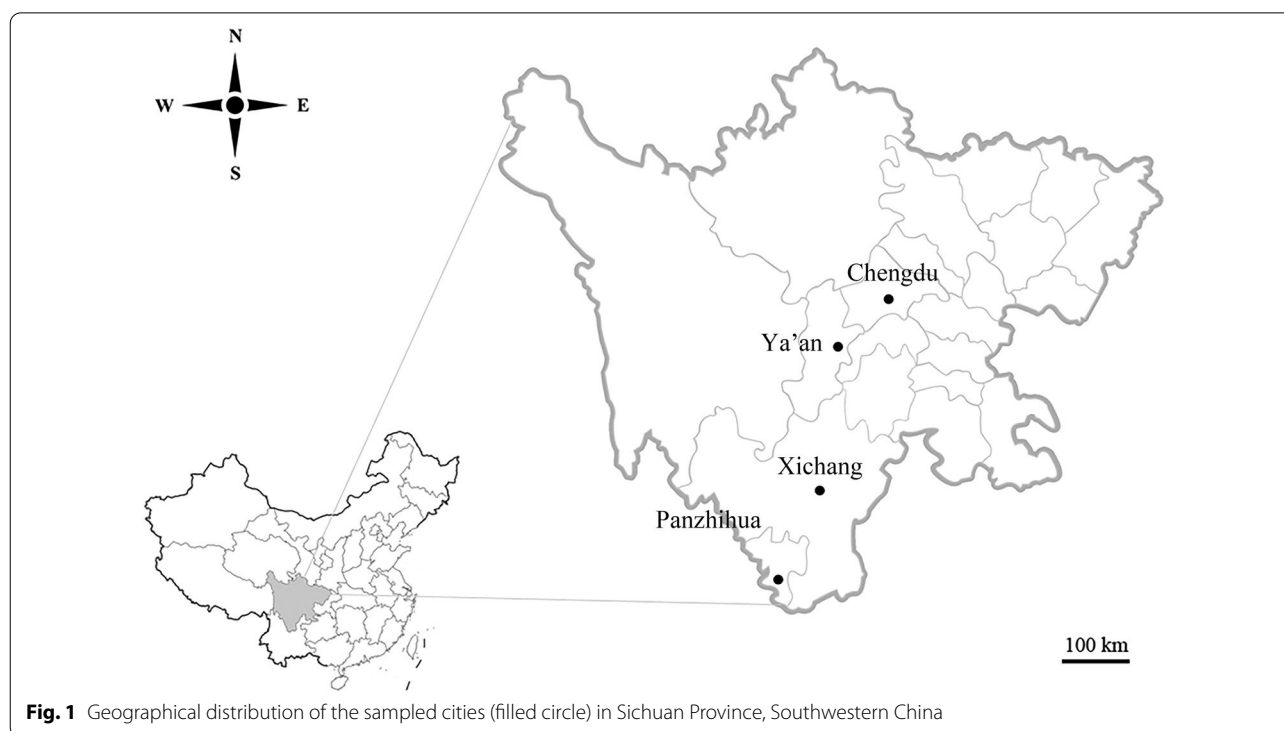 N
W E
S
Chengdu
Ya’an
Xichang
Panzhihua
100 km
Fig. 1 Geographical distribution of the sampled cities (filled circle) in Sichuan Province, Southwestern China